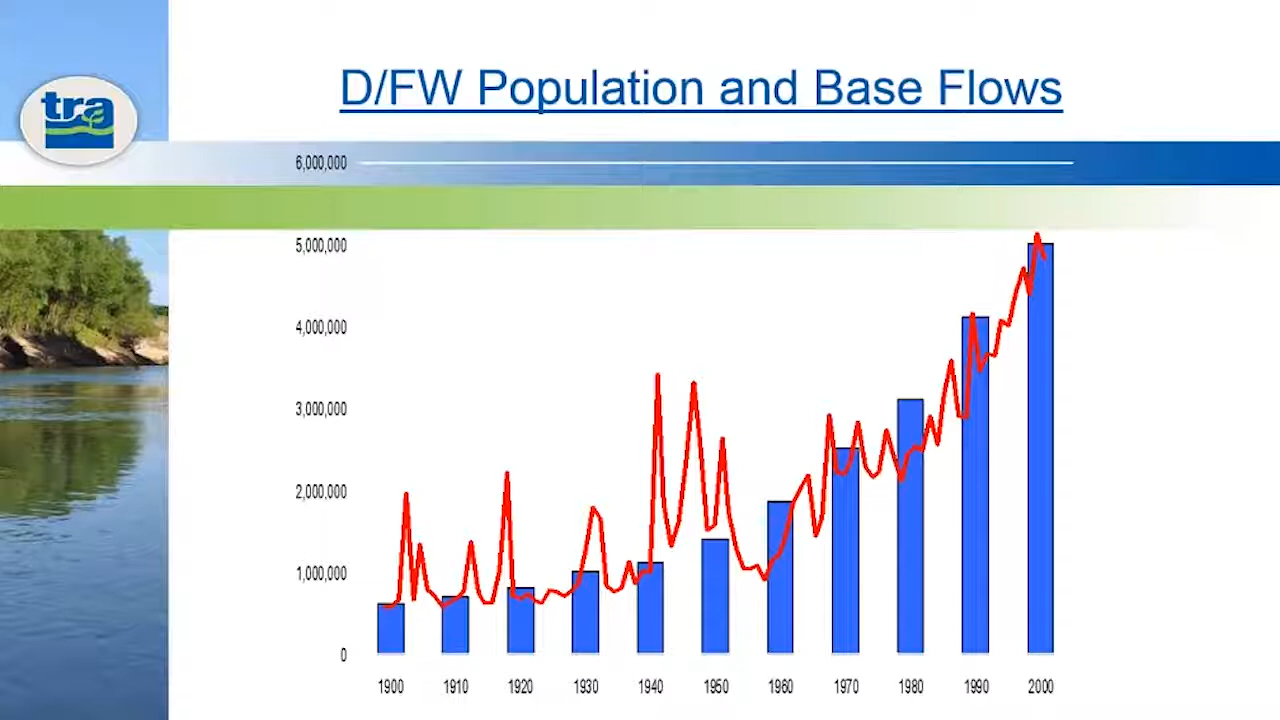 D/FW Population and Base Flows
tra
6,000,000
5,000,000
4,000,000
3,000,000
2,000,000
1,000,000
0
1900 1910 1920 1930 1940 1950 1960 1970 1980 1990 2000